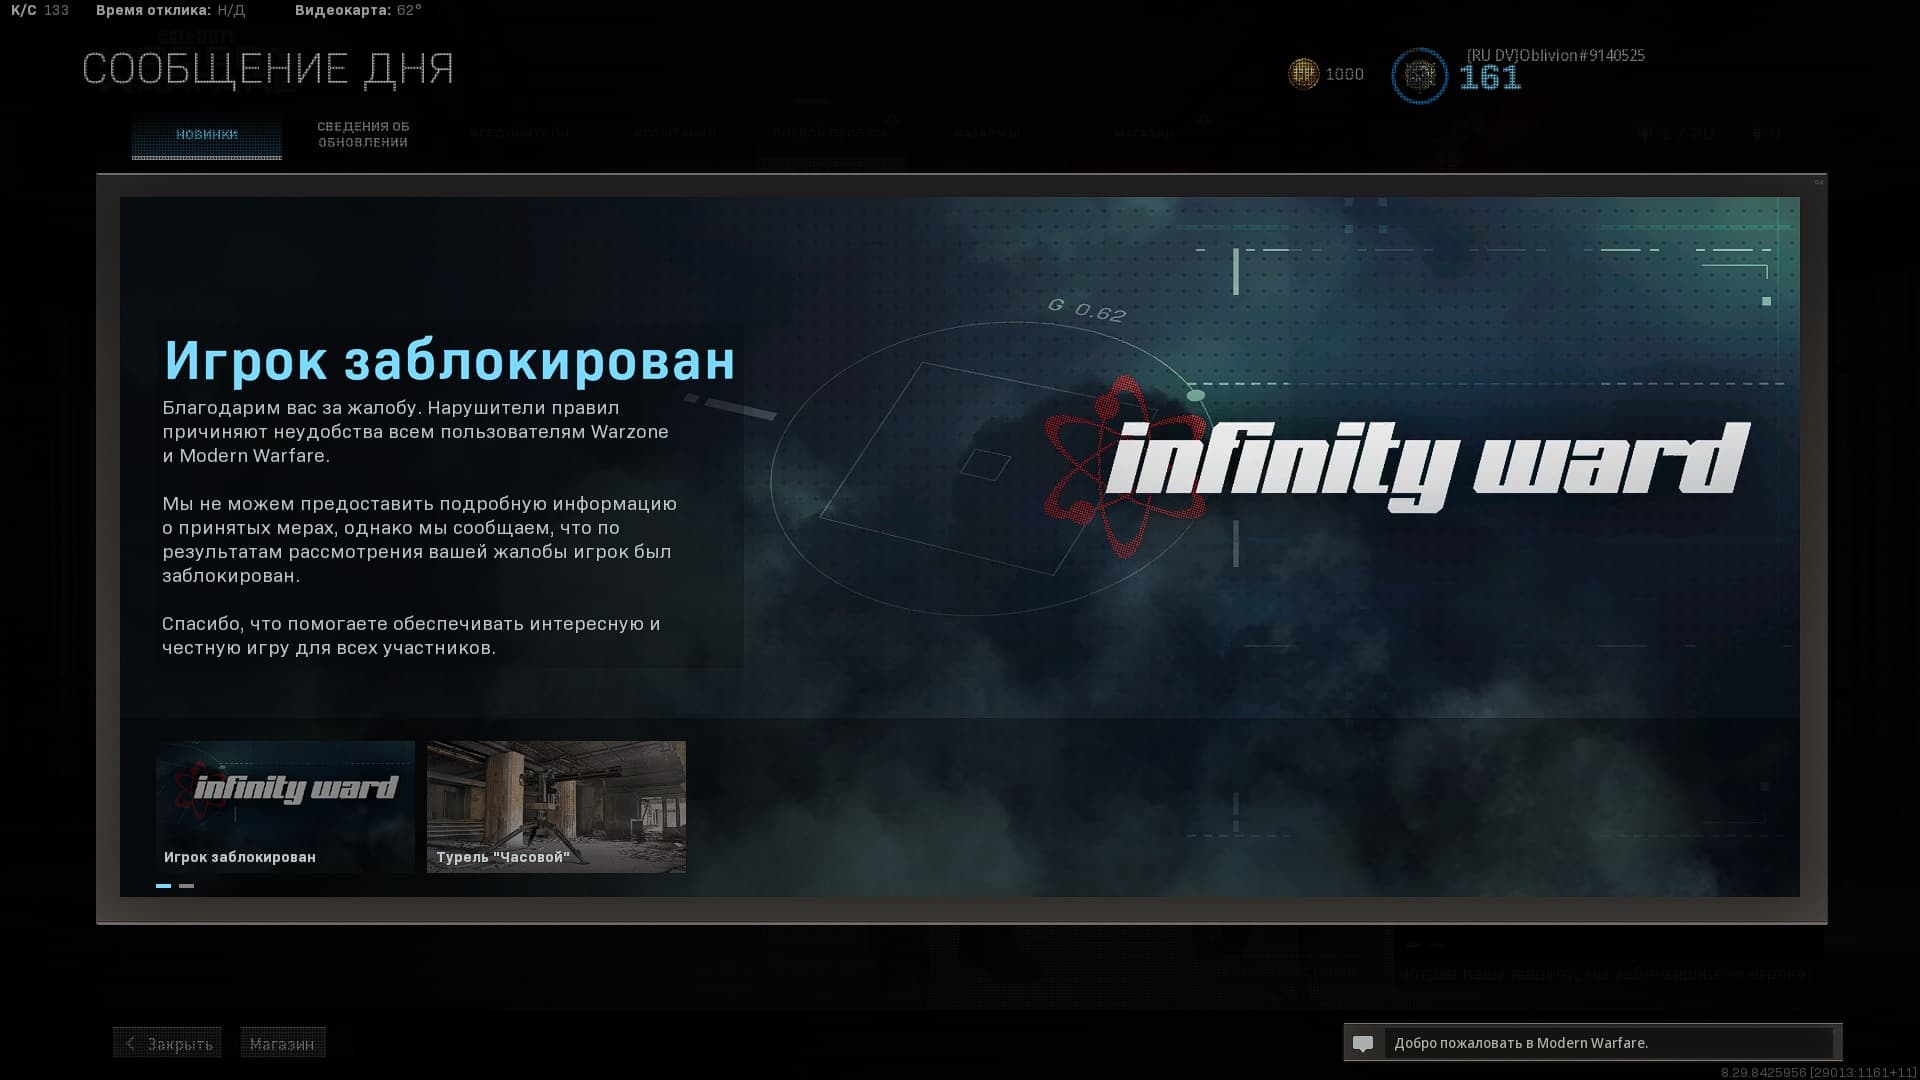 К/С 133 Время отклика: Н/Д Видеокарта: 62°
СООБЩЕНИЕ ДНЯ
1000
[RU DV]Oblivion#9140525
161
НОВИНКИ
СВЕДЕНИЯ ОБ
ОБНОВЛЕНИИ
G 0.62
Игрок заблокирован
Благодарим вас за жалобу. Нарушители правил
причиняют неудобства всем пользователям Warzone
и Modern Warfare.
Мы не можем предоставить подробную информацию
о принятых мерах, однако мы сообщаем, что по
результатам рассмотрения вашей жалобы игрок был
заблокирован.
Спасибо, что помогаете обеспечивать интересную и
честную игру для всех участников.
infinity ward
infinity ward
Игрок заблокирован
Турель "Часовой"
Закрыть
Магазин
Добро пожаловать в Modern Warfare.
8.29.8425956 [29013:1161+11]